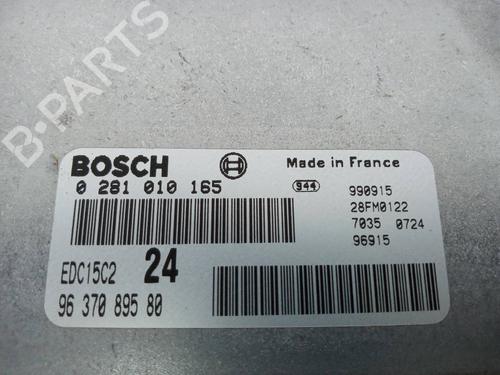 B-PARTS
BOSCH
0 281 010 165
Made in France
944
990915
28FM0122
7035 0724
96915
EDC15C2 24
96 370 895 80